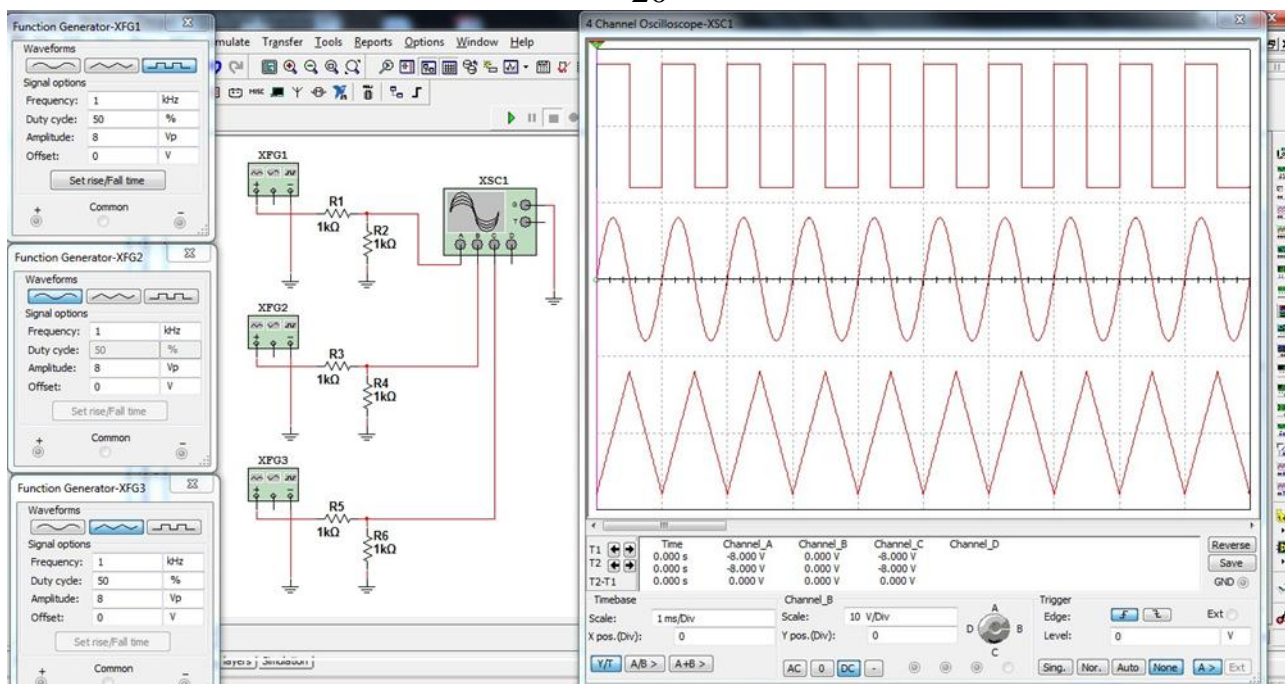 20
Function Generator-XFG1
Waveforms
Signal options
Frequency: 1 kHz
Duty cycle: 50 %
Amplitude: 8 Vp
Offset: 0 V
Set rise/Fall time
+ Common −
Function Generator-XFG2
Waveforms
Signal options
Frequency: 1 kHz
Duty cycle: 50 %
Amplitude: 8 Vp
Offset: 0 V
Set rise/Fall time
+ Common −
Function Generator-XFG3
Waveforms
Signal options
Frequency: 1 kHz
Duty cycle: 50 %
Amplitude: 8 Vp
Offset: 0 V
Set rise/Fall time
+ Common −
mulate Transfer Tools Reports Options Window Help
MISC
XFG1
R1
1kΩ
R2
1kΩ
XSC1
G
T
A B C D
XFG2
R3
1kΩ
R4
1kΩ
XFG3
R5
1kΩ
R6
1kΩ
layers Simulation
4 Channel Oscilloscope-XSC1
Time Channel_A Channel_B Channel_C Channel_D
T1 0.000 s -8.000 V 0.000 V -8.000 V
T2 0.000 s -8.000 V 0.000 V -8.000 V
T2-T1 0.000 s 0.000 V 0.000 V 0.000 V
Reverse
Save
GND
Timebase
Scale: 1 ms/Div
X pos.(Div): 0
Y/T A/B > A+B >
Channel_B
Scale: 10 V/Div
Y pos.(Div): 0
AC 0 DC -
A
D B
C
Trigger
Edge: Ext
Level: 0 V
Sing. Nor. Auto None A > Ext